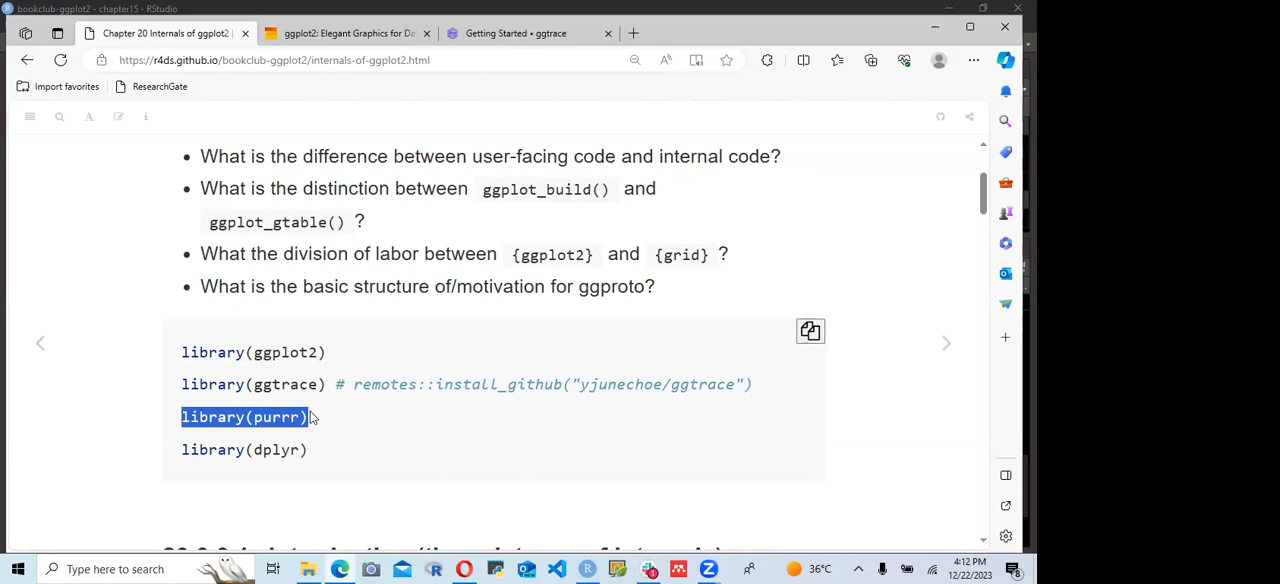 bookclub-ggplot2 - chapter15 - RStudio
Chapter 20 Internals of ggplot2 |
ggplot2: Elegant Graphics for Da
Getting Started • ggtrace
https://r4ds.github.io/bookclub-ggplot2/internals-of-ggplot2.html
Import favorites
ResearchGate
• What is the difference between user-facing code and internal code?
• What is the distinction between ggplot_build() and
ggplot_gtable() ?
• What the division of labor between {ggplot2} and {grid} ?
• What is the basic structure of/motivation for ggproto?
library(ggplot2)
library(ggtrace) # remotes::install_github("yjunechoe/ggtrace")
library(purrr)
library(dplyr)
Type here to search
36°C
4:12 PM
12/22/2023